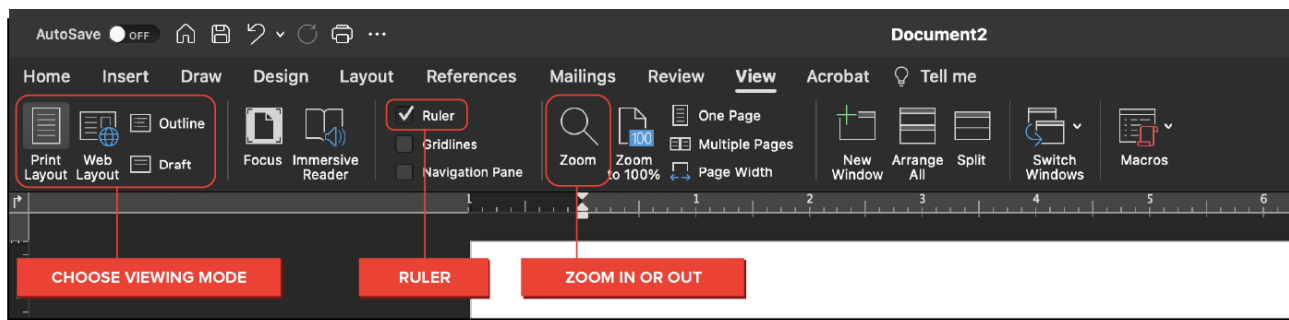 AutoSave OFF ... Document2
Home Insert Draw Design Layout References Mailings Review View Acrobat Tell me
Print Layout
Web Layout
Outline
Draft
Focus
Immersive Reader
Ruler
Gridlines
Navigation Pane
Zoom
Zoom to 100%
100
One Page
Multiple Pages
Page Width
New Window
Arrange All
Split
Switch Windows
Macros
1 1 2 3 4 5 6
CHOOSE VIEWING MODE RULER ZOOM IN OR OUT